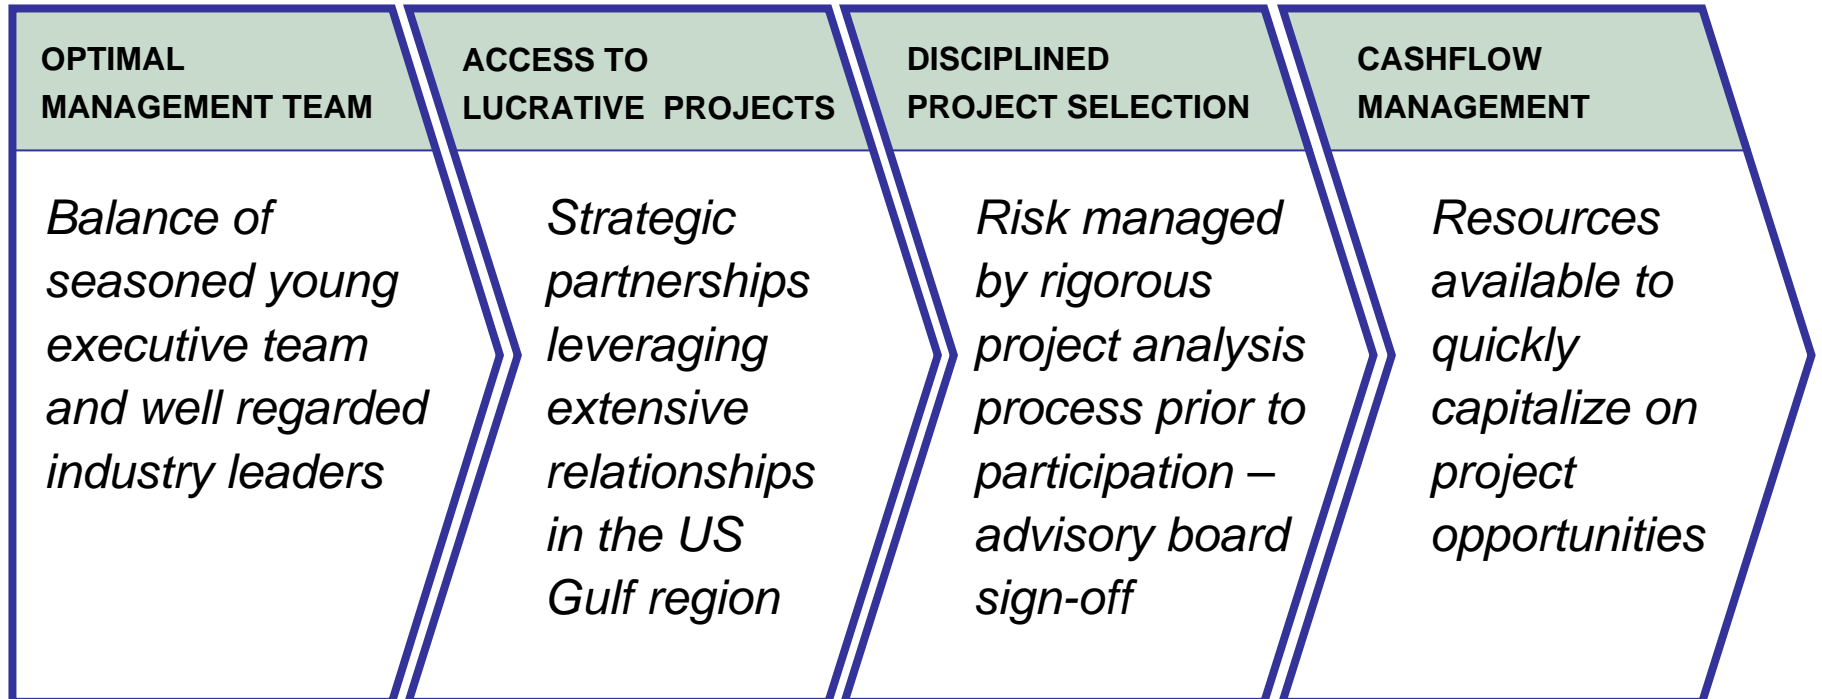 OPTIMAL
MANAGEMENT TEAM
Balance of
seasoned young
executive team
and well regarded
industry leaders
ACCESS TO
LUCRATIVE PROJECTS
Strategic
partnerships
leveraging
extensive
relationships
in the US
Gulf region
DISCIPLINED
PROJECT SELECTION
Risk managed
by rigorous
project analysis
process prior to
participation –
advisory board
sign-off
CASHFLOW
MANAGEMENT
Resources
available to
quickly
capitalize on
project
opportunities